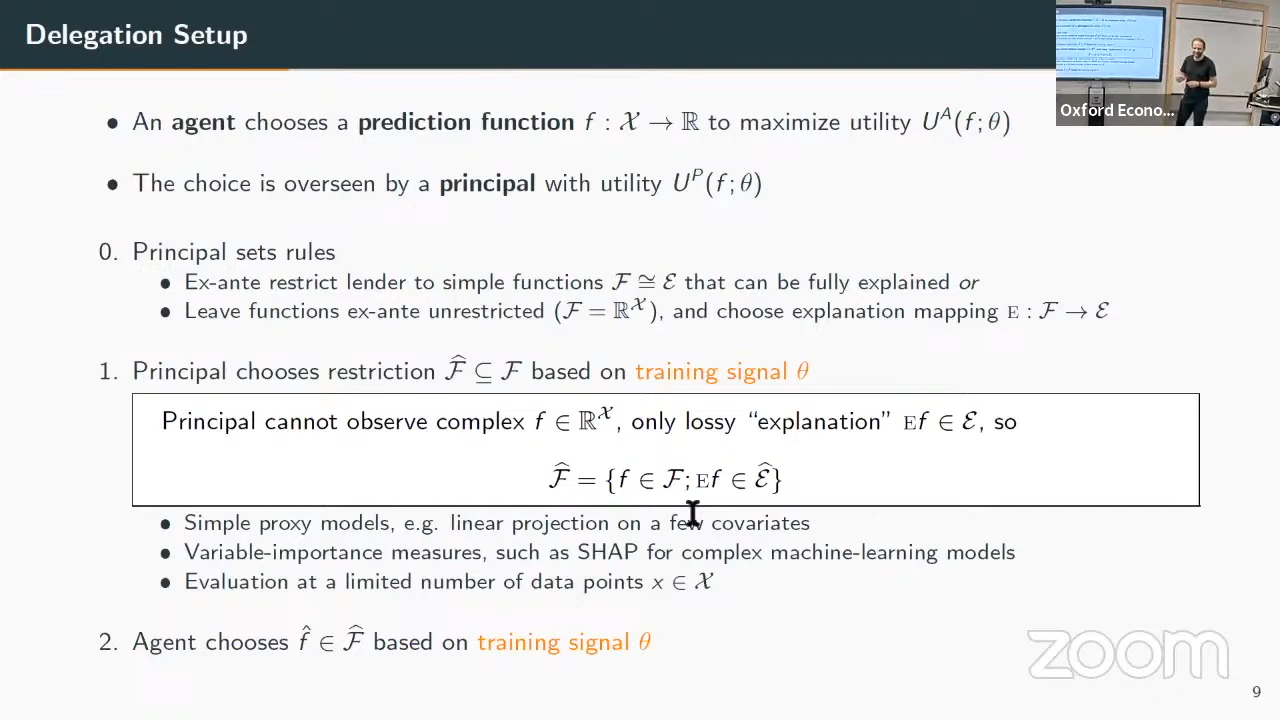 Delegation Setup
Oxford Econo...
• An agent chooses a prediction function f : 𝒳 → ℝ to maximize utility Uᴬ(f; θ)
• The choice is overseen by a principal with utility Uᴾ(f; θ)
0. Principal sets rules
• Ex-ante restrict lender to simple functions ℱ ≅ ℰ that can be fully explained or
• Leave functions ex-ante unrestricted (ℱ = ℝ^𝒳), and choose explanation mapping ᴇ : ℱ → ℰ
1. Principal chooses restriction ℱ̂ ⊆ ℱ based on training signal θ
Principal cannot observe complex f ∈ ℝ^𝒳, only lossy “explanation” ᴇf ∈ ℰ, so
ℱ̂ = {f ∈ ℱ; ᴇf ∈ ℰ̂}
• Simple proxy models, e.g. linear projection on a few covariates
• Variable-importance measures, such as SHAP for complex machine-learning models
• Evaluation at a limited number of data points x ∈ 𝒳
2. Agent chooses f̂ ∈ ℱ̂ based on training signal θ
zoom
9